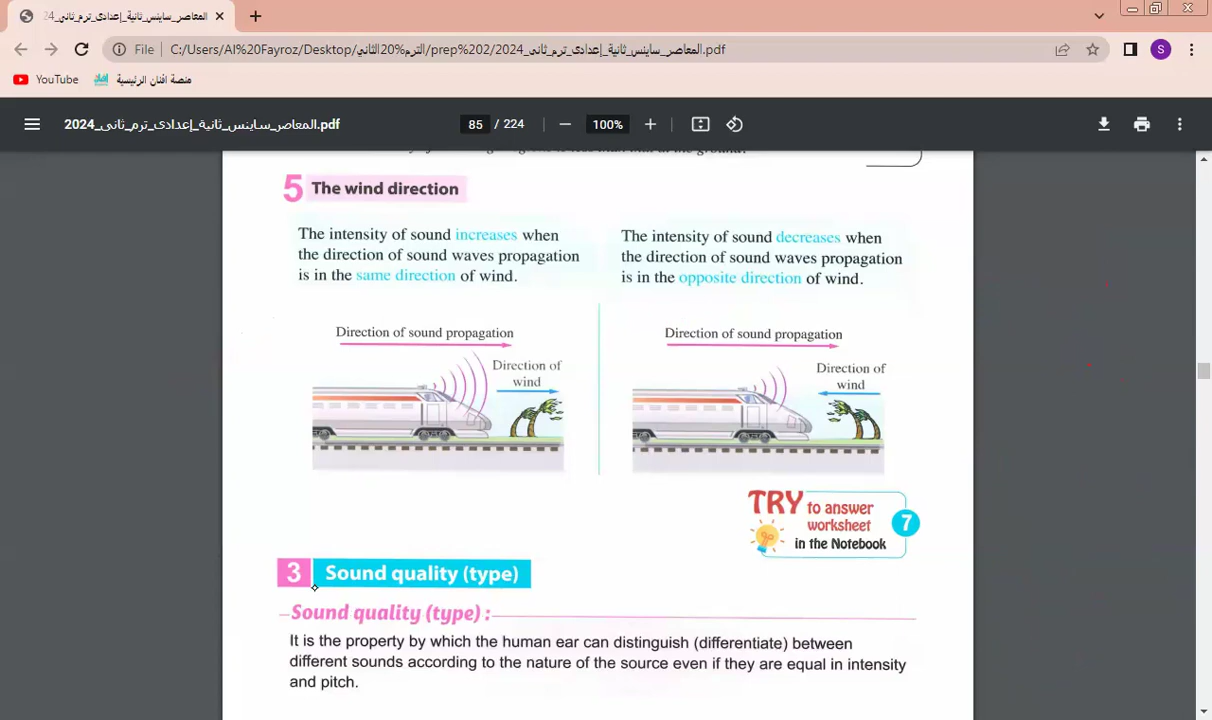 المعاصر_ساينس_ثانية_إعدادى_ترم_ثانى_24
File
C:/Users/Al%20Fayroz/Desktop/الترم%20الثاني/prep%202/2024_المعاصر_ساينس_ثانية_إعدادى_ترم_ثانى.pdf
S
YouTube
منصة افنان الرئيسية
2024_المعاصر_ساينس_ثانية_إعدادى_ترم_ثانى.pdf
85 / 224
100%
5 The wind direction
The intensity of sound increases when
the direction of sound waves propagation
is in the same direction of wind.
The intensity of sound decreases when
the direction of sound waves propagation
is in the opposite direction of wind.
Direction of sound propagation
Direction of
wind
Direction of sound propagation
Direction of
wind
TRY to answer
worksheet
in the Notebook
7
3 Sound quality (type)
Sound quality (type) :
It is the property by which the human ear can distinguish (differentiate) between
different sounds according to the nature of the source even if they are equal in intensity
and pitch.